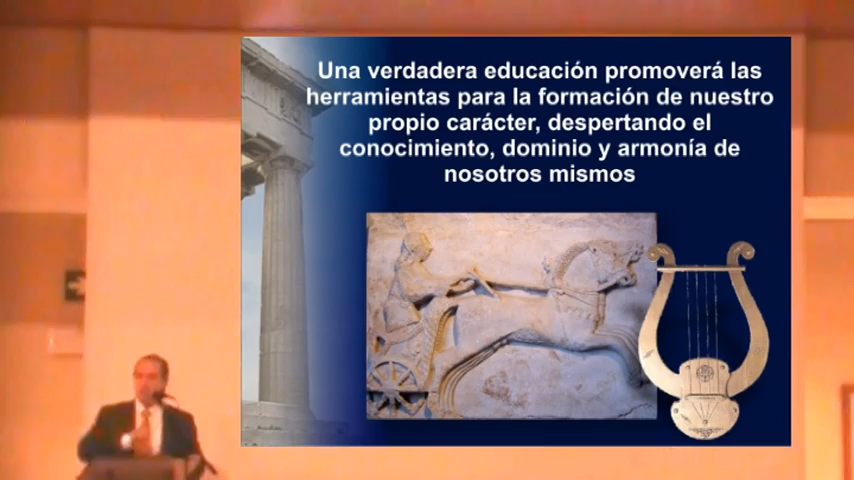 Una verdadera educación promoverá las
herramientas para la formación de nuestro
propio carácter, despertando el
conocimiento, dominio y armonía de
nosotros mismos